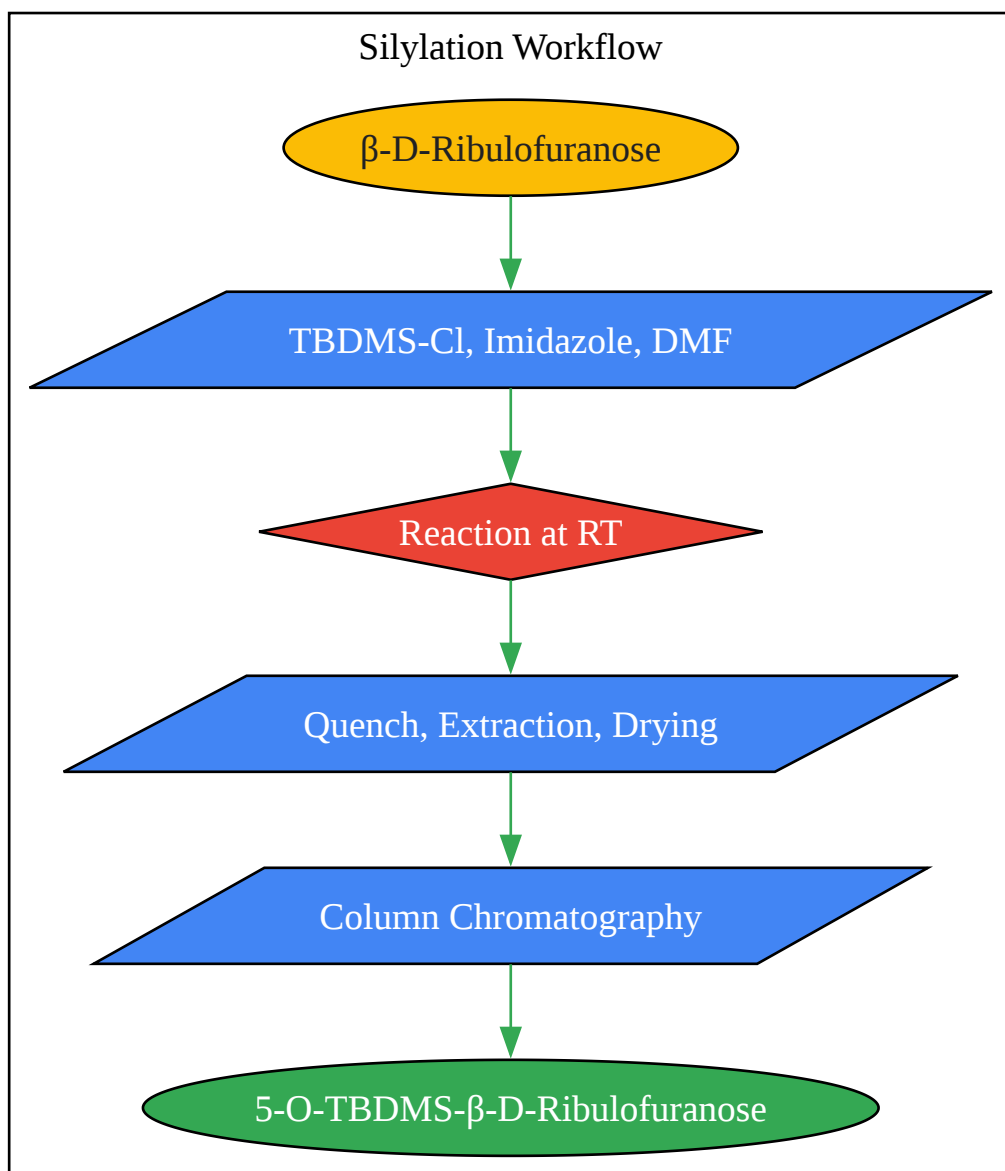 Silylation Workflow
β-D-Ribulofuranose
TBDMS-Cl, Imidazole, DMF
Reaction at RT
Quench, Extraction, Drying
Column Chromatography
5-O-TBDMS-β-D-Ribulofuranose